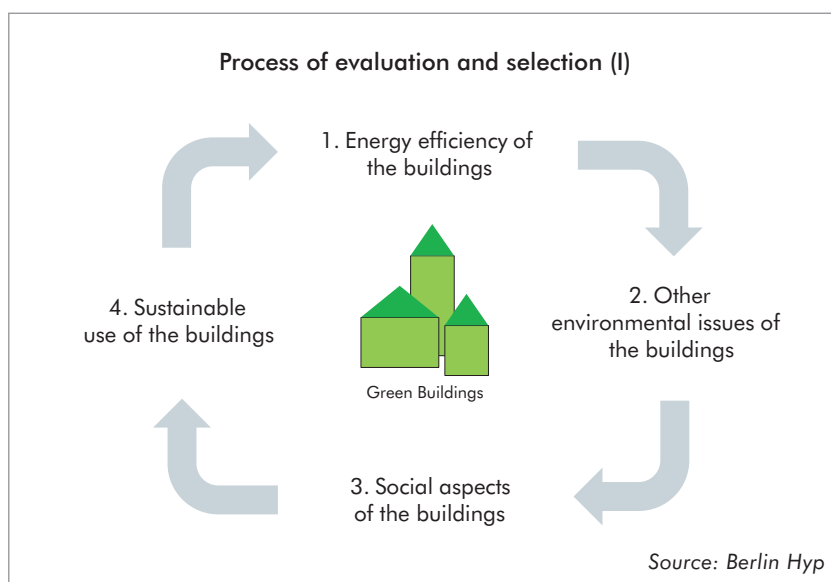 Process of evaluation and selection (I)
1. Energy efficiency of
the buildings
2. Other
environmental issues of
the buildings
3. Social aspects
of the buildings
4. Sustainable
use of the buildings
Green Buildings
Source: Berlin Hyp